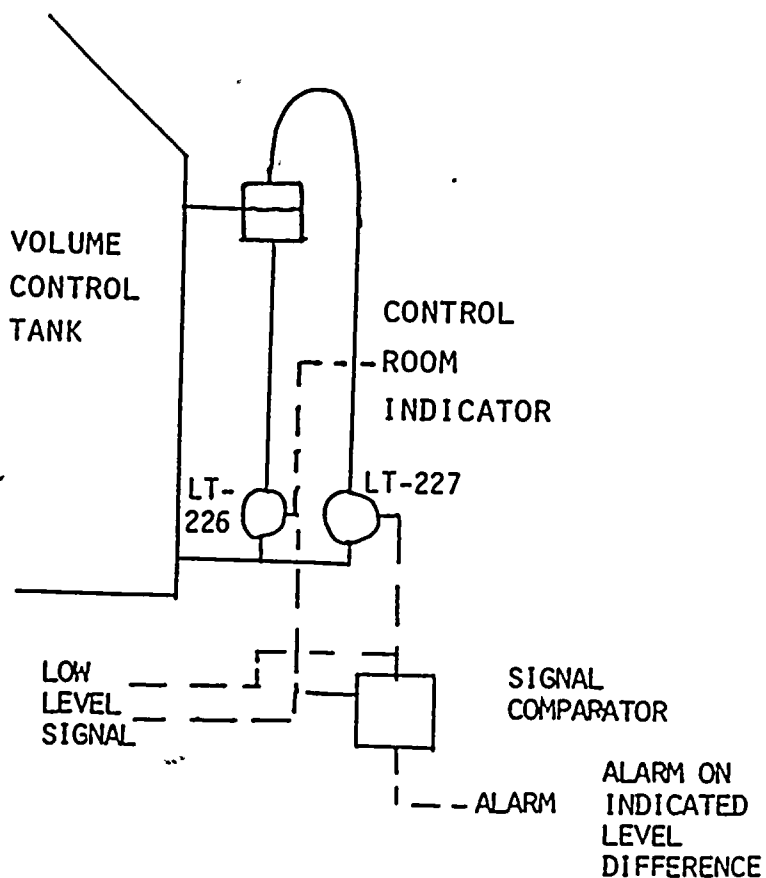 VOLUME
CONTROL
TANK
CONTROL
ROOM
INDICATOR
LT-
226
LT-227
LOW
LEVEL
SIGNAL
SIGNAL
COMPARATOR
ALARM
ALARM ON
INDICATED
LEVEL
DIFFERENCE